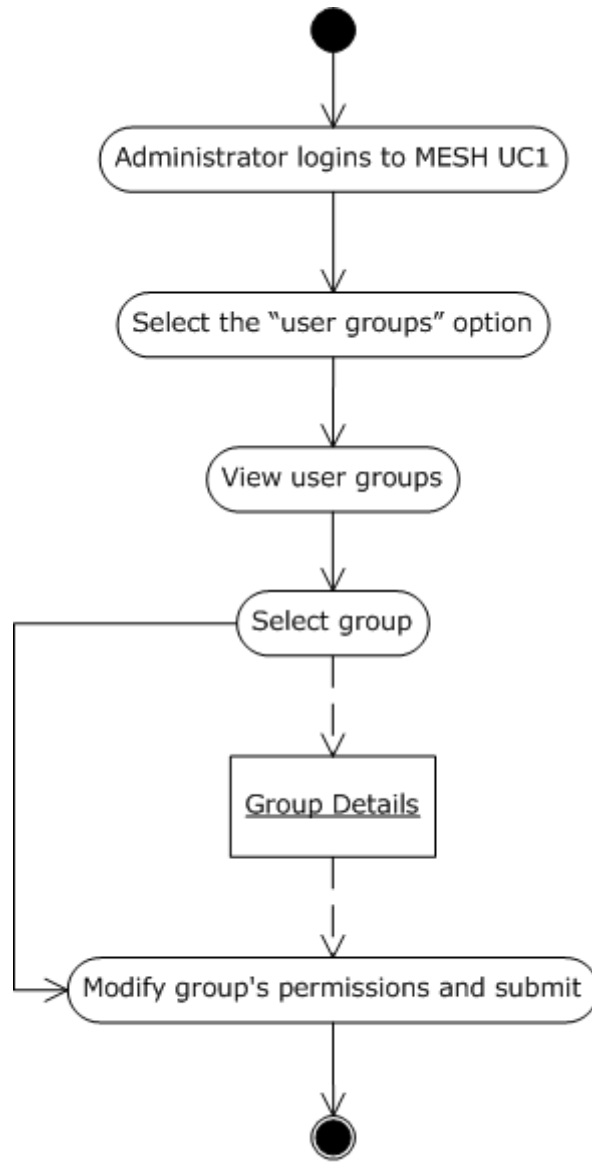 Administrator logins to MESH UC1
Select the “user groups” option
View user groups
Select group
Group Details
Modify group's permissions and submit